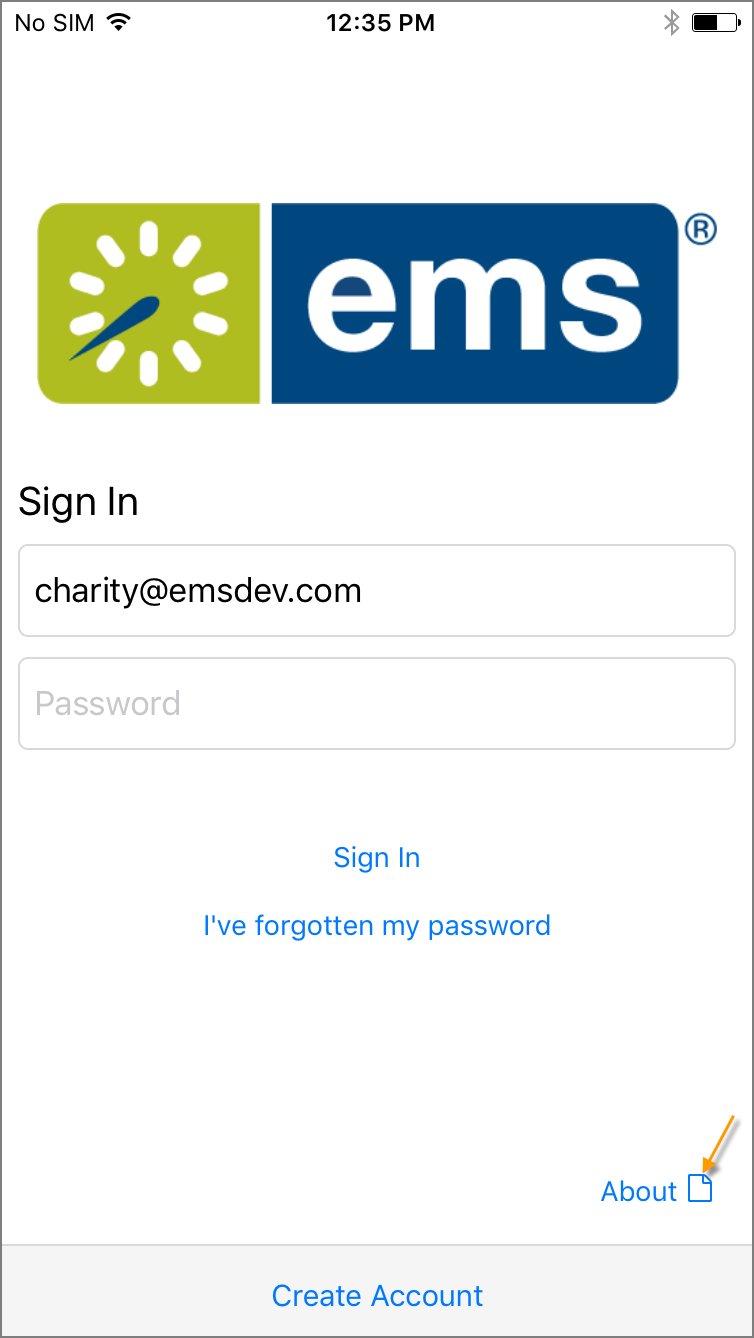 No SIM 12:35 PM
ems®
Sign In
charity@emsdev.com
Password
Sign In
I've forgotten my password
About
Create Account